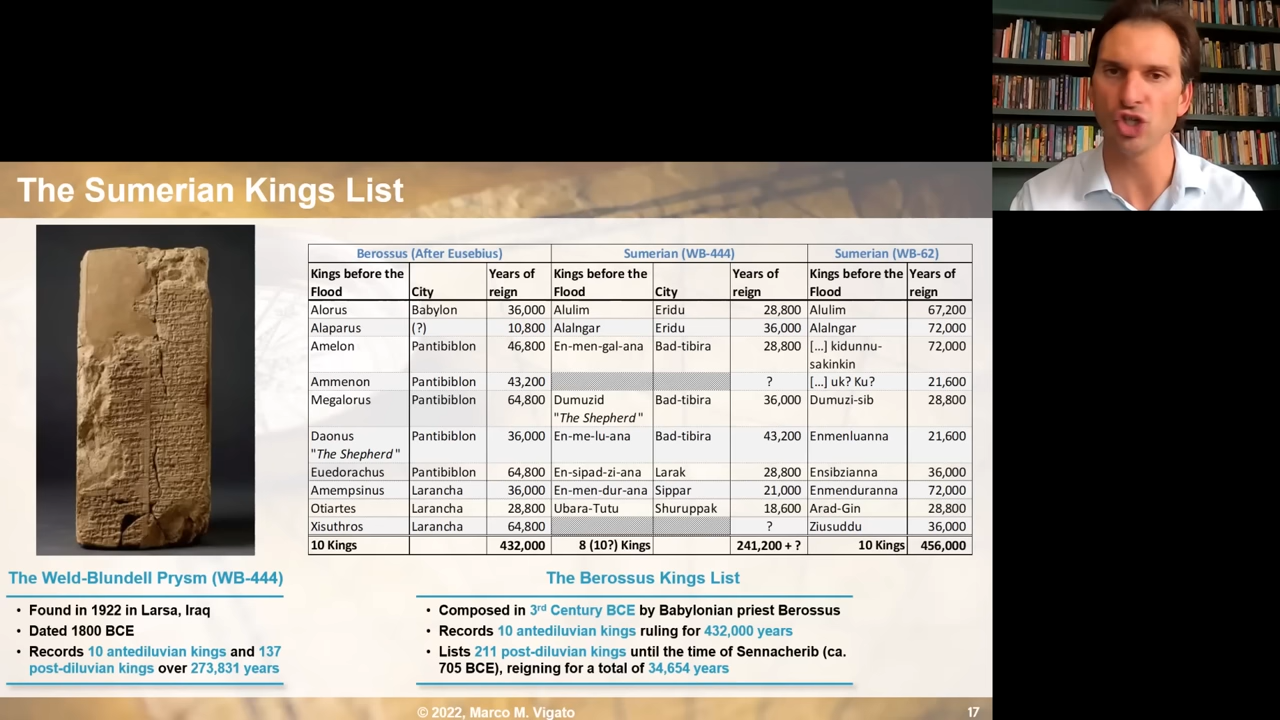 The Sumerian Kings List
Berossus (After Eusebius) Sumerian (WB-444) Sumerian (WB-62)
Kings before the Flood City Years of reign Kings before the Flood City Years of reign Kings before the Flood Years of reign
Alorus Babylon 36,000 Alulim Eridu 28,800 Alulim 67,200
Alaparus (?) 10,800 Alalngar Eridu 36,000 Alalngar 72,000
Amelon Pantibiblon 46,800 En-men-gal-ana Bad-tibira 28,800 [...] kidunnu-sakinkin 72,000
Ammenon Pantibiblon 43,200 ? [...] uk? Ku? 21,600
Megalorus Pantibiblon 64,800 Dumuzid "The Shepherd" Bad-tibira 36,000 Dumuzi-sib 28,800
Daonus "The Shepherd" Pantibiblon 36,000 En-me-lu-ana Bad-tibira 43,200 Enmenluanna 21,600
Euedorachus Pantibiblon 64,800 En-sipad-zi-ana Larak 28,800 Ensibzianna 36,000
Amempsinus Larancha 36,000 En-men-dur-ana Sippar 21,000 Enmenduranna 72,000
Otiartes Larancha 28,800 Ubara-Tutu Shuruppak 18,600 Arad-Gin 28,800
Xisuthros Larancha 64,800 ? Ziusuddu 36,000
10 Kings 432,000 8 (10?) Kings 241,200 + ? 10 Kings 456,000
The Weld-Blundell Prysm (WB-444)
• Found in 1922 in Larsa, Iraq
• Dated 1800 BCE
• Records 10 antediluvian kings and 137
post-diluvian kings over 273,831 years
The Berossus Kings List
• Composed in 3rd Century BCE by Babylonian priest Berossus
• Records 10 antediluvian kings ruling for 432,000 years
• Lists 211 post-diluvian kings until the time of Sennacherib (ca.
705 BCE), reigning for a total of 34,654 years
© 2022, Marco M. Vigato
17